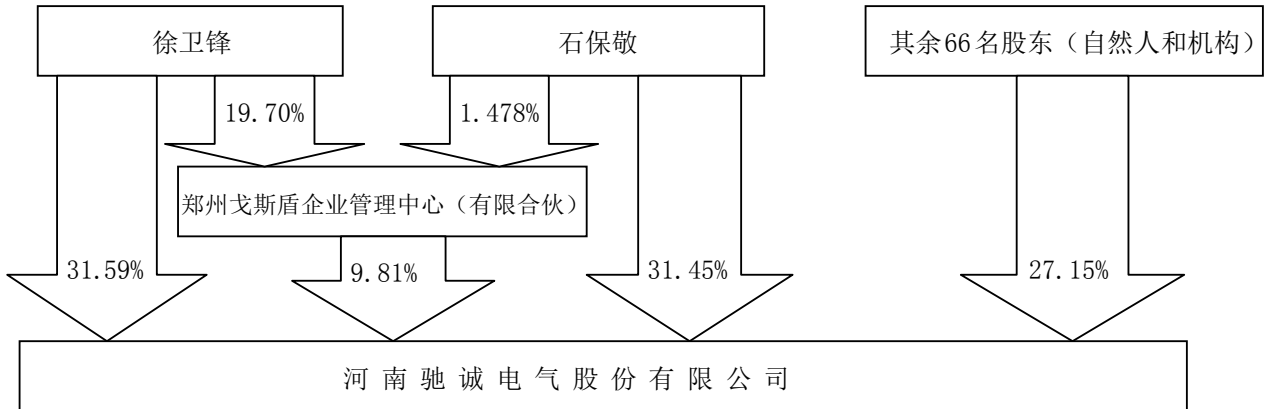 徐卫锋
石保敬
其余66名股东（自然人和机构）
19.70%
1.478%
郑州戈斯盾企业管理中心（有限合伙）
31.59%
9.81%
31.45%
27.15%
河南驰诚电气股份有限公司